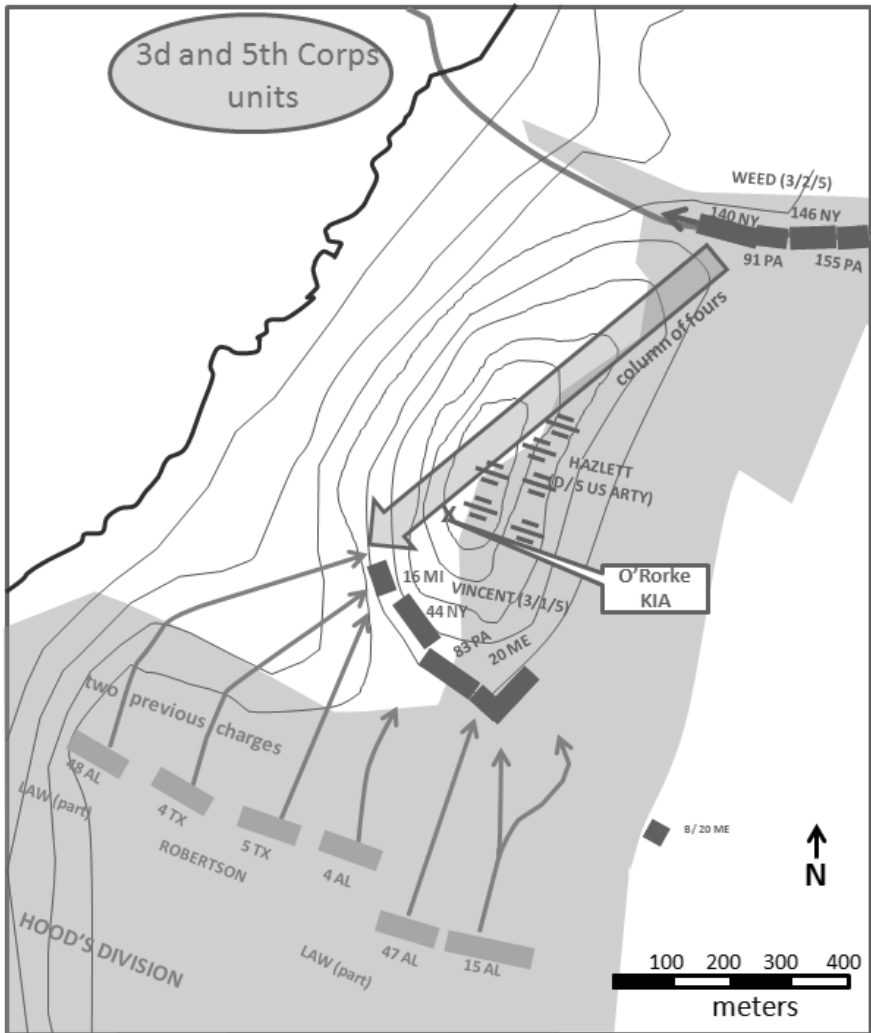 3d and 5th Corps
units
WEED (3/2/5)
140 NY
146 NY
91 PA
155 PA
column of fours
HAZLETT
(D/ 5 US ARTY)
X
O'Rorke
KIA
16 MI
VINCENT (3/1/5)
44 NY
83 PA
20 ME
two previous charges
48 AL
LAW (part)
4 TX
ROBERTSON
5 TX
4 AL
B/ 20 ME
N
HOOD'S DIVISION
LAW (part)
47 AL
15 AL
100 200 300 400
meters